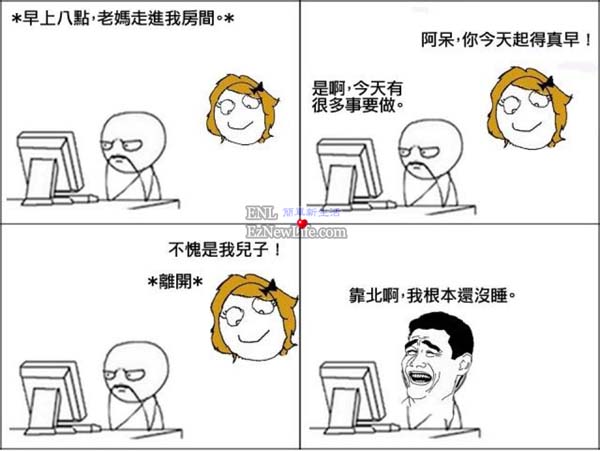 *早上八點,老媽走進我房間。*
阿呆,你今天起得真早!
是啊,今天有
很多事要做。
ENL 簡單新生活
EzNewLife.com
不愧是我兒子!
*離開*
靠北啊,我根本還沒睡。